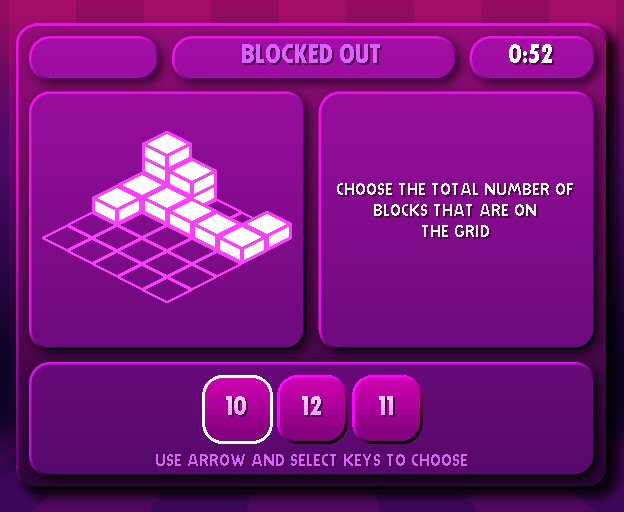 BLOCKED OUT
0:52
CHOOSE THE TOTAL NUMBER OF
BLOCKS THAT ARE ON
THE GRID
10 12 11
USE ARROW AND SELECT KEYS TO CHOOSE